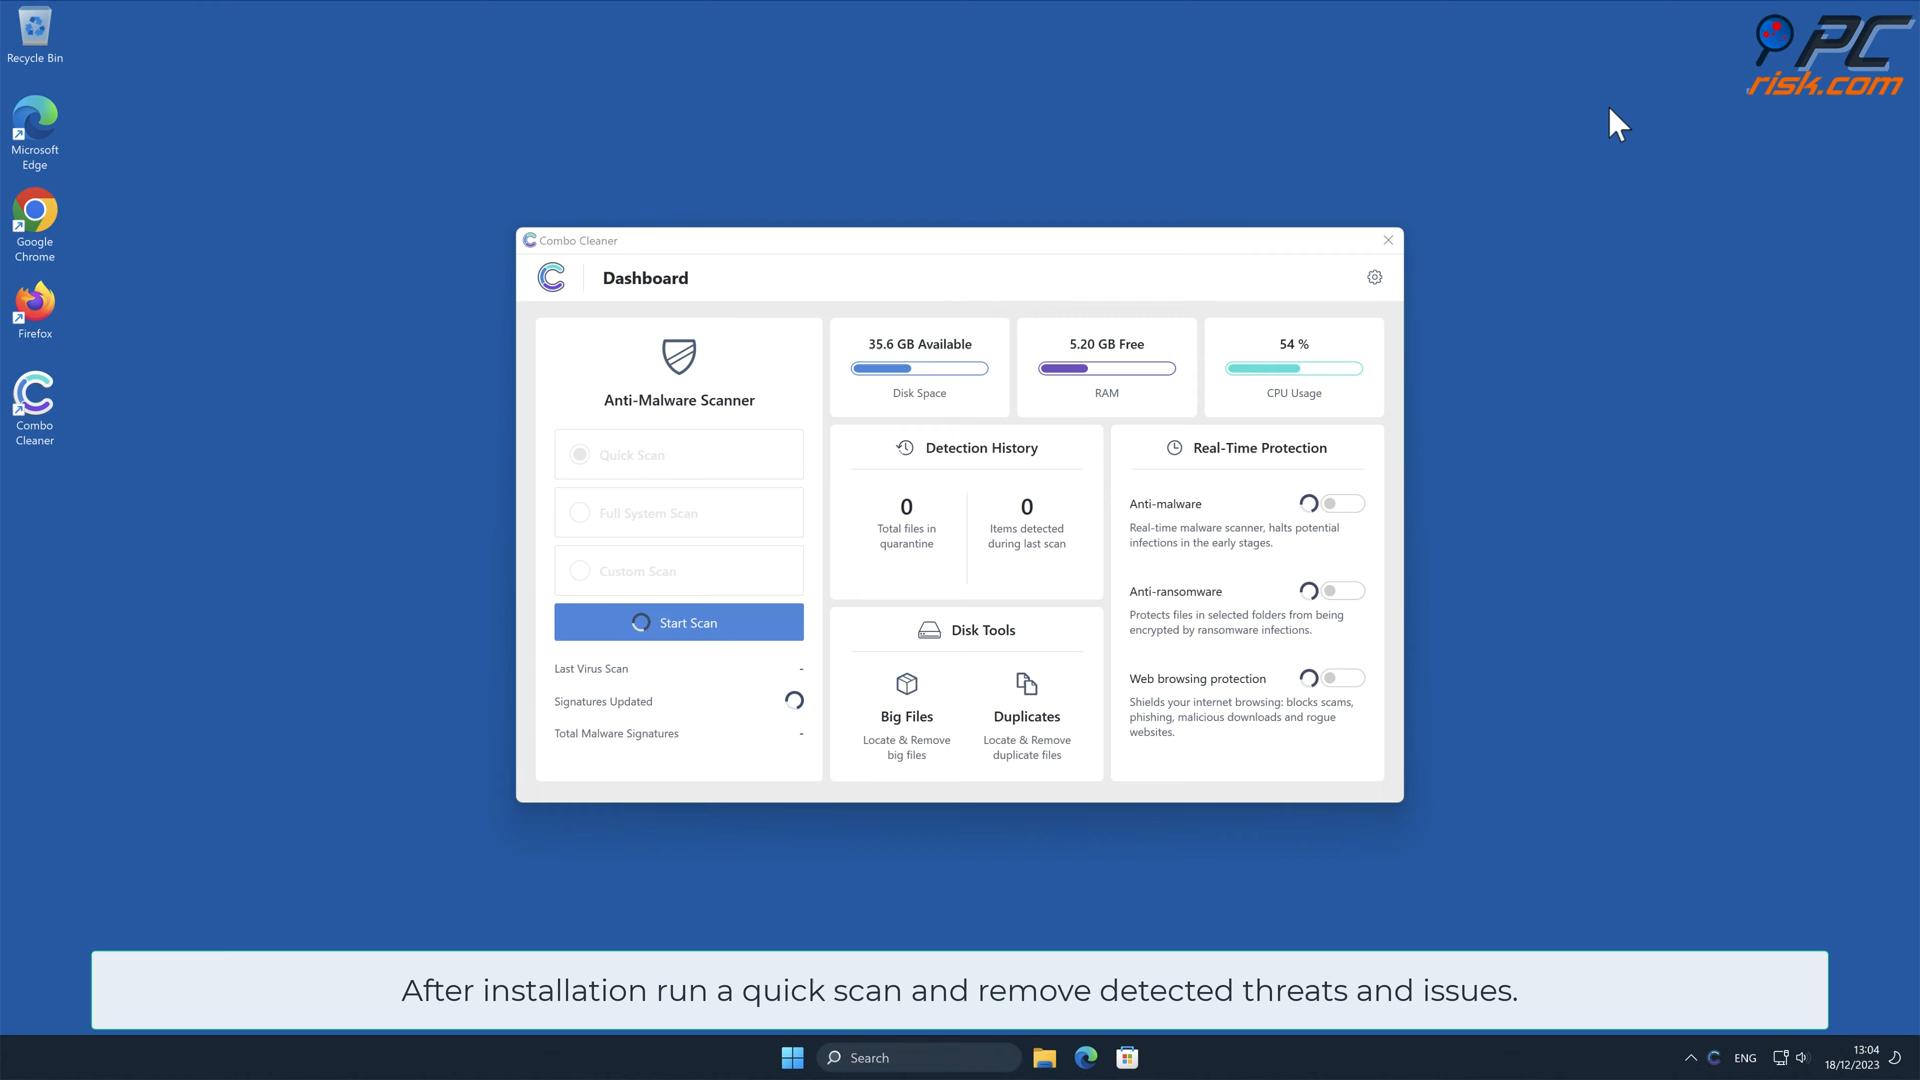 Recycle Bin
Microsoft
Edge
Google
Chrome
Firefox
Combo
Cleaner
PC
risk.com
Combo Cleaner
Dashboard
Anti-Malware Scanner
Quick Scan
Full System Scan
Custom Scan
Start Scan
Last Virus Scan -
Signatures Updated
Total Malware Signatures -
35.6 GB Available
Disk Space
5.20 GB Free
RAM
54 %
CPU Usage
Detection History
0
Total files in
quarantine
0
Items detected
during last scan
Disk Tools
Big Files
Locate & Remove
big files
Duplicates
Locate & Remove
duplicate files
Real-Time Protection
Anti-malware
Real-time malware scanner, halts potential
infections in the early stages.
Anti-ransomware
Protects files in selected folders from being
encrypted by ransomware infections.
Web browsing protection
Shields your internet browsing: blocks scams,
phishing, malicious downloads and rogue
websites.
After installation run a quick scan and remove detected threats and issues.
Search
ENG
13:04
18/12/2023